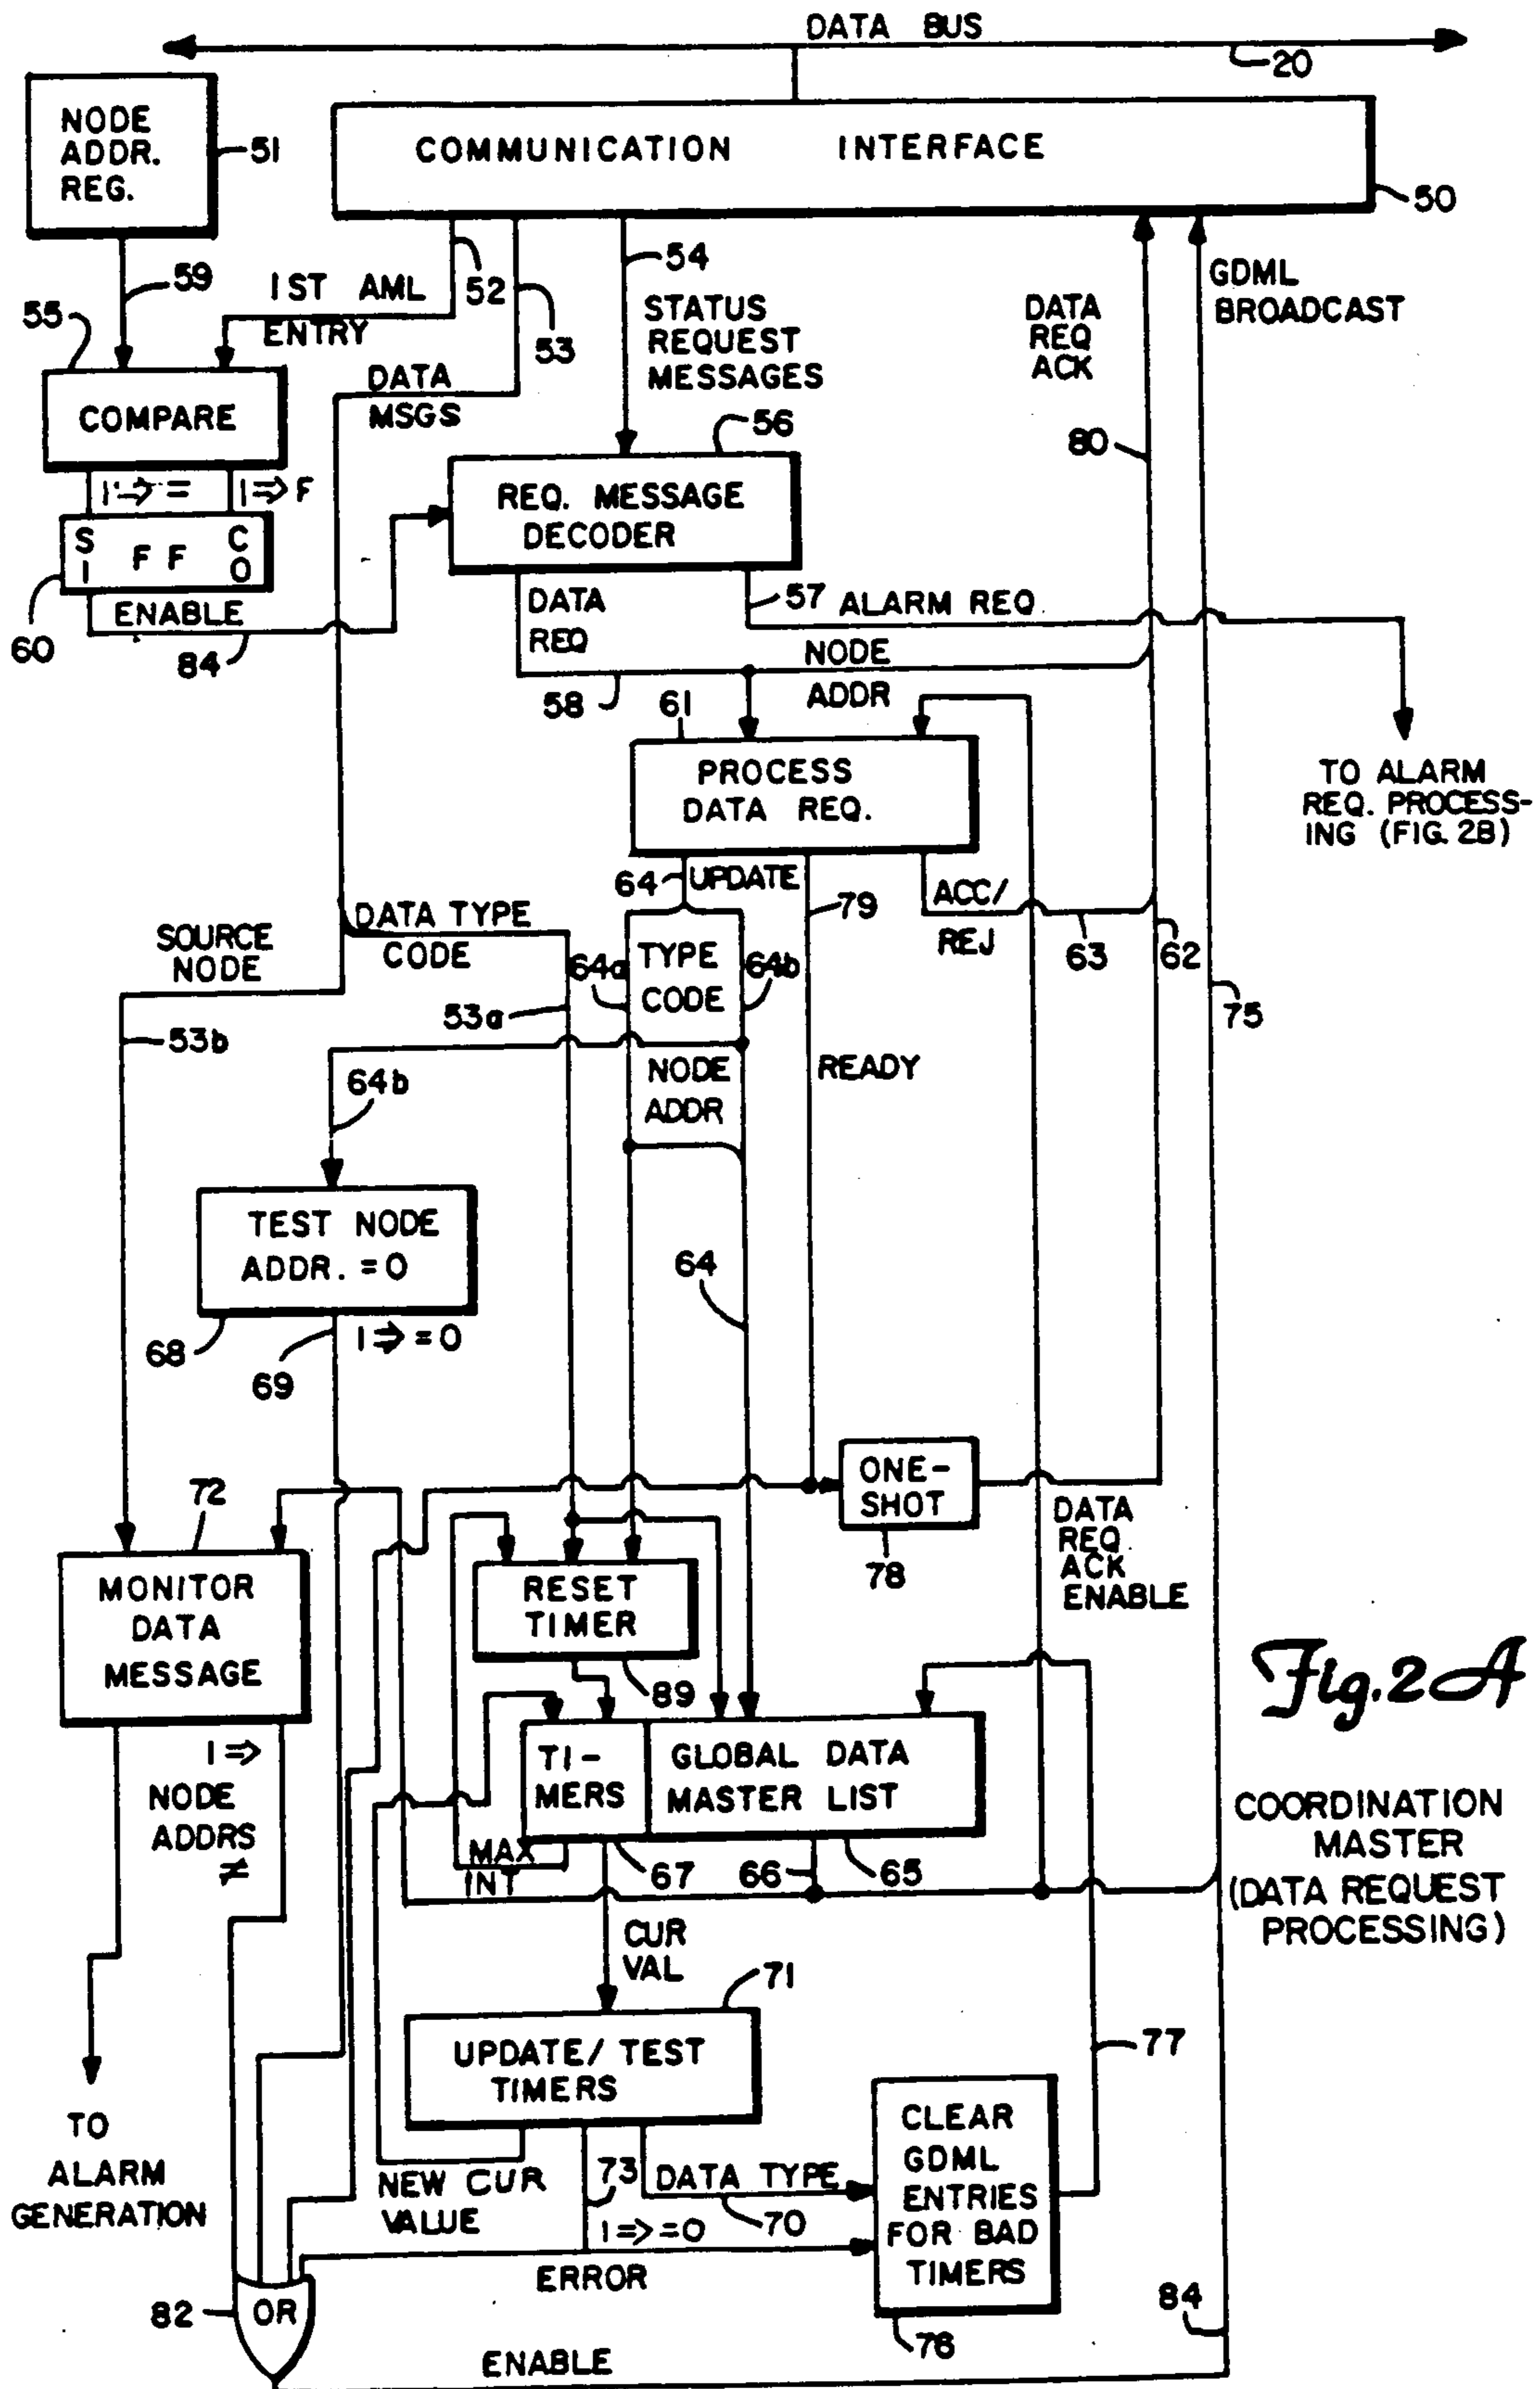 DATA BUS
20
NODE
ADDR.
REG.
51
COMMUNICATION INTERFACE
50
59
1ST AML
ENTRY
52
53
54
STATUS
REQUEST
MESSAGES
DATA
REQ
ACK
GDML
BROADCAST
55
COMPARE
DATA
MSGS
56
80
1 ⇒ =
1 ⇒ F
REQ. MESSAGE
DECODER
S FF C
1 0
60
ENABLE
84
DATA
REQ
57
ALARM REQ
58
NODE
ADDR
61
PROCESS
DATA REQ.
TO ALARM
REQ. PROCESS-
ING (FIG. 2B)
64
UPDATE
79
ACC/
REJ
63
62
75
SOURCE
NODE
DATA TYPE
CODE
64a
TYPE
CODE
64b
53a
53b
64b
NODE
ADDR
READY
TEST NODE
ADDR. = 0
68
69
1 ⇒ = 0
64
72
ONE-
SHOT
78
DATA
REQ
ACK
ENABLE
MONITOR
DATA
MESSAGE
RESET
TIMER
89
Fig.2A
1 ⇒
NODE
ADDRS
≠
TI-
MERS
GLOBAL DATA
MASTER LIST
MAX
INT
67
66
65
COORDINATION
MASTER
(DATA REQUEST
PROCESSING)
CUR
VAL
71
UPDATE/ TEST
TIMERS
77
TO
ALARM
GENERATION
NEW CUR
VALUE
73
DATA TYPE
70
1 => =0
ERROR
CLEAR
GDML
ENTRIES
FOR BAD
TIMERS
76
82
OR
84
ENABLE